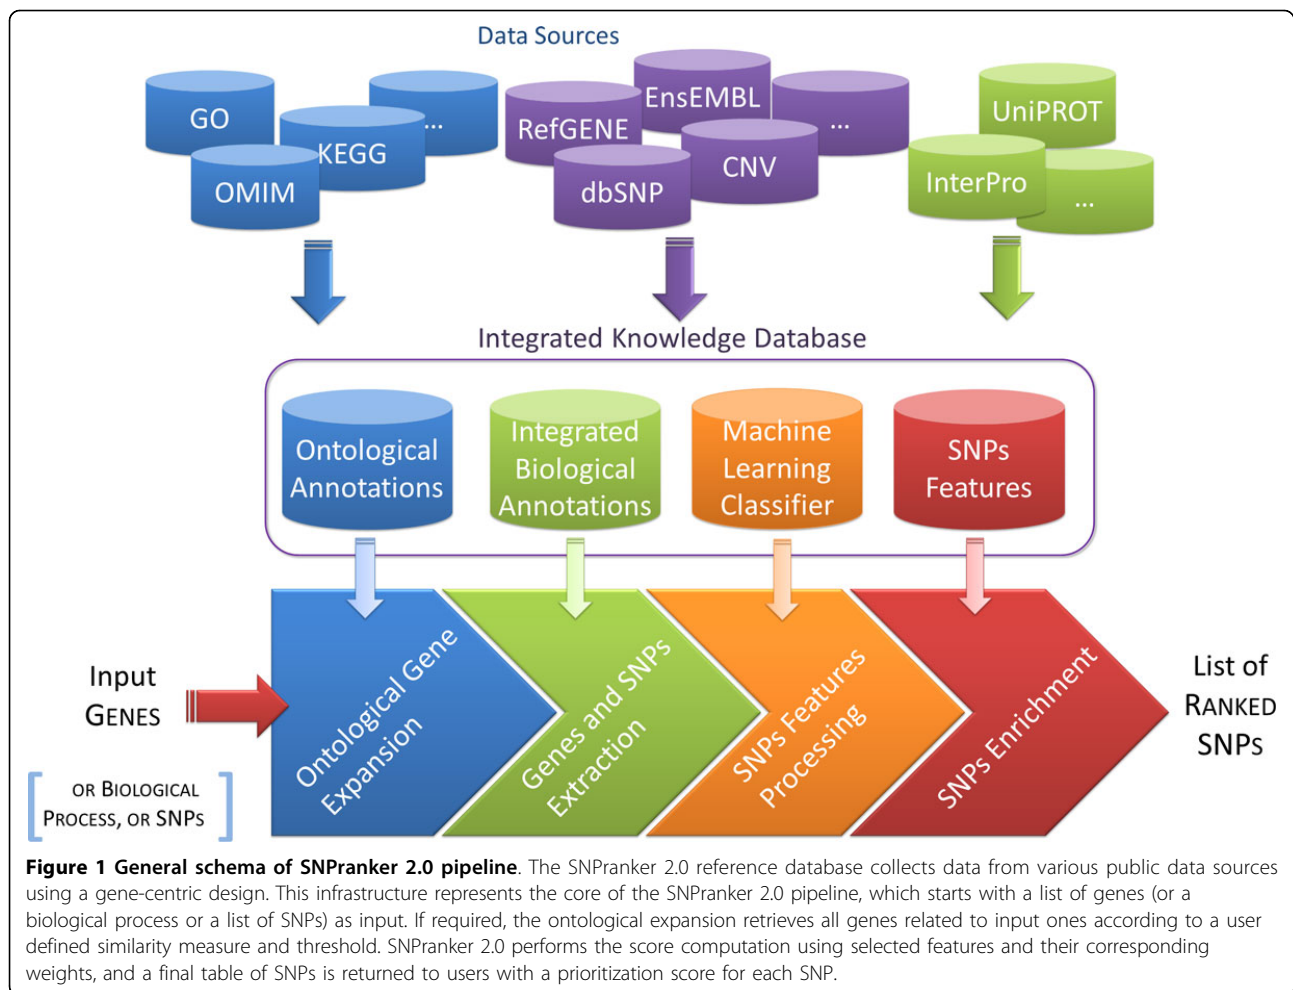 Data Sources
GO
KEGG
...
OMIM
RefGENE
EnsEMBL
...
dbSNP
CNV
UniPROT
InterPro
...
Integrated Knowledge Database
Ontological
Annotations
Integrated
Biological
Annotations
Machine
Learning
Classifier
SNPs
Features
Input
GENES
OR BIOLOGICAL
PROCESS, OR SNPS
Ontological Gene
Expansion
Genes and SNPs
Extraction
SNPs Features
Processing
SNPs Enrichment
List of
RANKED
SNPS
Figure 1 General schema of SNPranker 2.0 pipeline. The SNPranker 2.0 reference database collects data from various public data sources
using a gene-centric design. This infrastructure represents the core of the SNPranker 2.0 pipeline, which starts with a list of genes (or a
biological process or a list of SNPs) as input. If required, the ontological expansion retrieves all genes related to input ones according to a user
defined similarity measure and threshold. SNPranker 2.0 performs the score computation using selected features and their corresponding
weights, and a final table of SNPs is returned to users with a prioritization score for each SNP.